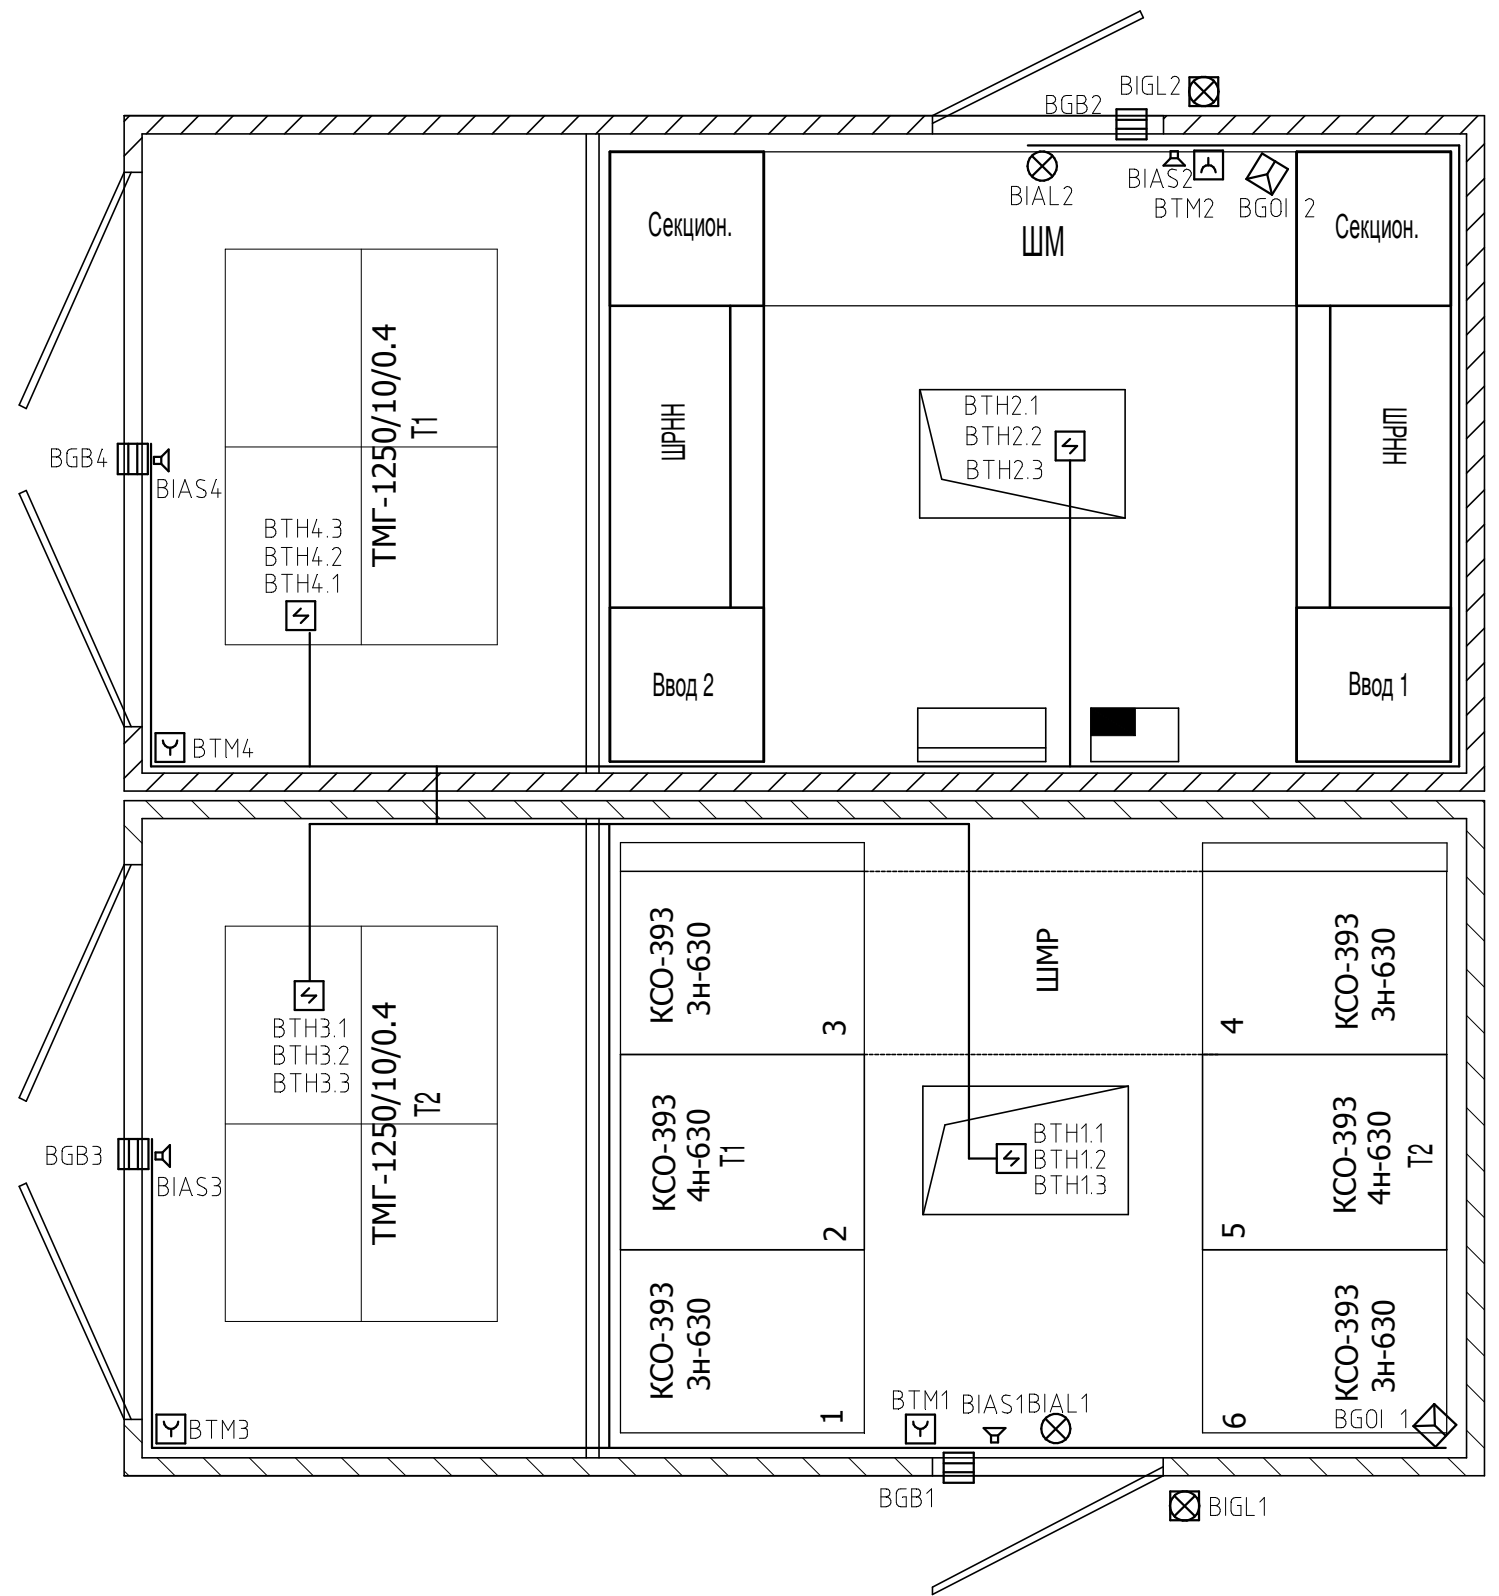 BIGL2
BGB2
BIAL2
BIAS2
BTM2
BGOI 2
Секцион.
ШМ
Секцион.
ТМГ-1250/10/0.4
Т1
ШРНН
BTH2.1
BTH2.2
BTH2.3
ШРНН
BGB4
BIAS4
BTH4.3
BTH4.2
BTH4.1
Ввод 2
Ввод 1
BTM4
КСО-393
3н-630
3
ШМР
4
КСО-393
3н-630
BTH3.1
BTH3.2
BTH3.3
ТМГ-1250/10/0.4
Т2
BGB3
BIAS3
КСО-393
4н-630
Т1
2
BTH1.1
BTH1.2
BTH1.3
5
КСО-393
4н-630
Т2
КСО-393
3н-630
1
6
КСО-393
3н-630
BTM3
BTM1
BIAS1
BIAL1
BGOI 1
BGB1
BIGL1